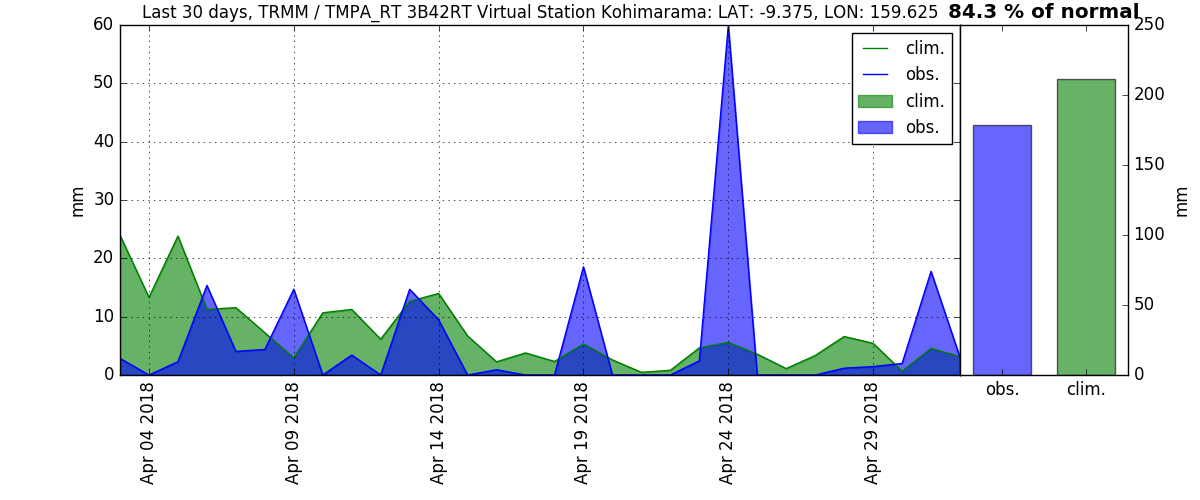 Last 30 days, TRMM / TMPA_RT 3B42RT Virtual Station Kohimarama: LAT: -9.375, LON: 159.625
84.3 % of normal
60
50
40
30
20
10
0
mm
clim.
obs.
clim.
obs.
Apr 04 2018
Apr 09 2018
Apr 14 2018
Apr 19 2018
Apr 24 2018
Apr 29 2018
250
200
150
100
50
0
mm
obs.
clim.